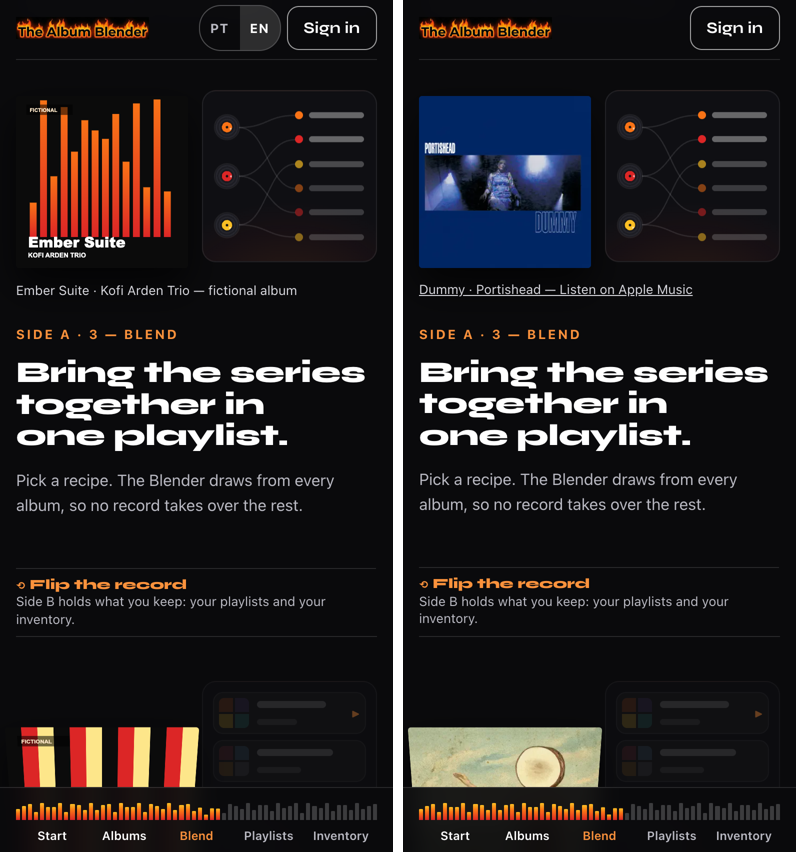 The Album Blender
PT
EN
Sign in
FICTIONAL
Ember Suite
KOFI ARDEN TRIO
Ember Suite · Kofi Arden Trio — fictional album
SIDE A · 3 — BLEND
Bring the series
together in
one playlist.
Pick a recipe. The Blender draws from every
album, so no record takes over the rest.
Flip the record
Side B holds what you keep: your playlists and your
inventory.
FICTIONAL
Start
Albums
Blend
Playlists
Inventory
The Album Blender
Sign in
PORTISHEAD
DUMMY
Dummy · Portishead — Listen on Apple Music
SIDE A · 3 — BLEND
Bring the series
together in
one playlist.
Pick a recipe. The Blender draws from every
album, so no record takes over the rest.
Flip the record
Side B holds what you keep: your playlists and your
inventory.
Start
Albums
Blend
Playlists
Inventory